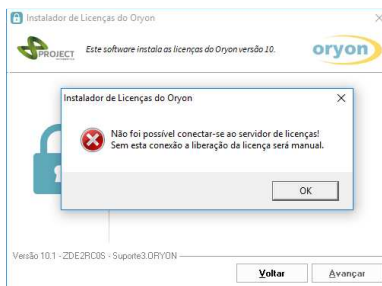 Instalador de Licenças do Oryon
PROJECT
Este software instala as licenças do Oryon versão 10.
oryon
Instalador de Licenças do Oryon
Não foi possível conectar-se ao servidor de licenças!
Sem esta conexão a liberação da licença será manual.
OK
Versão 10.1 - ZDE2RC0S - Suporte3.ORYON
Voltar
Avançar